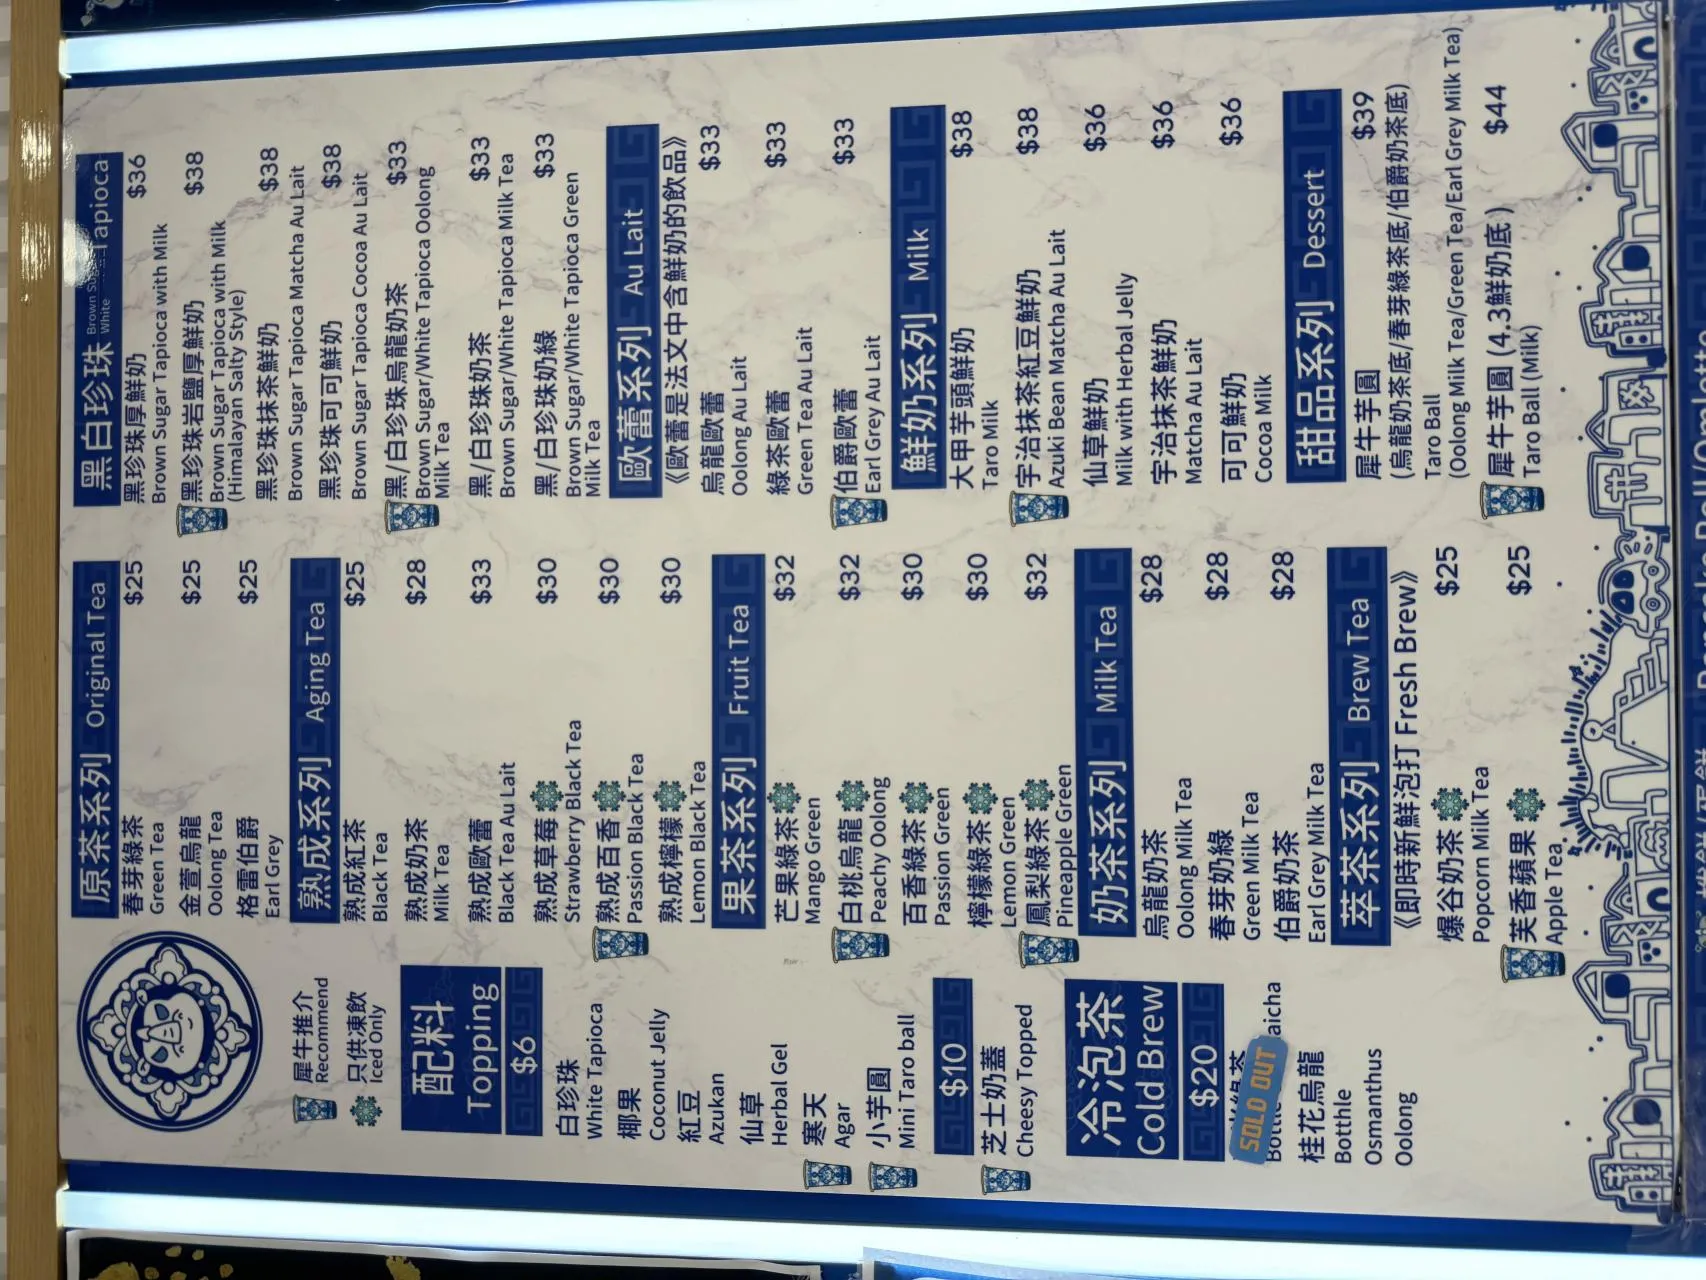 犀牛推介
Recommend
只供凍飲
Iced Only
配料
Topping
$6
白珍珠
White Tapioca
椰果
Coconut Jelly
紅豆
Azukan
仙草
Herbal Gel
寒天
Agar
小芋圓
Mini Taro ball
$10
芝士奶蓋
Cheesy Topped
冷泡茶
Cold Brew
$20
綠茶
SOLD OUT
aicha
桂花烏龍
Botthle
Osmanthus
Oolong
原茶系列 Original Tea
春芽綠茶 $25
Green Tea
金萱烏龍 $25
Oolong Tea
格雷伯爵 $25
Earl Grey
熟成系列 Aging Tea
熟成紅茶 $25
Black Tea
熟成奶茶 $28
Milk Tea
熟成歐蕾 $33
Black Tea Au Lait
熟成草莓 $30
Strawberry Black Tea
熟成百香 $30
Passion Black Tea
熟成檸檬 $30
Lemon Black Tea
果茶系列 Fruit Tea
芒果綠茶 $32
Mango Green
白桃烏龍 $32
Peachy Oolong
百香綠茶 $30
Passion Green
檸檬綠茶 $30
Lemon Green
鳳梨綠茶 $32
Pineapple Green
奶茶系列 Milk Tea
烏龍奶茶 $28
Oolong Milk Tea
春芽奶綠 $28
Green Milk Tea
伯爵奶茶 $28
Earl Grey Milk Tea
萃茶系列 Brew Tea
《即時新鮮泡打 Fresh Brew》
爆谷奶茶 $25
Popcorn Milk Tea
芙香蘋果 $25
Apple Tea
黑白珍珠 Brown Sugar Tapioca
White
黑珍珠厚鮮奶 $36
Brown Sugar Tapioca with Milk
黑珍珠岩鹽厚鮮奶 $38
Brown Sugar Tapioca with Milk
(Himalayan Salty Style)
黑珍珠抹茶鮮奶 $38
Brown Sugar Tapioca Matcha Au Lait
黑珍珠可可鮮奶 $38
Brown Sugar Tapioca Cocoa Au Lait
黑/白珍珠烏龍奶茶 $33
Brown Sugar/White Tapioca Oolong
Milk Tea
黑/白珍珠奶茶 $33
Brown Sugar/White Tapioca Milk Tea
黑/白珍珠奶綠 $33
Brown Sugar/White Tapioca Green
Milk Tea
歐蕾系列 Au Lait
《歐蕾是法文中含鮮奶的飲品》
烏龍歐蕾 $33
Oolong Au Lait
綠茶歐蕾 $33
Green Tea Au Lait
伯爵歐蕾 $33
Earl Grey Au Lait
鮮奶系列 Milk
大甲芋頭鮮奶 $38
Taro Milk
宇治抹茶紅豆鮮奶 $38
Azuki Bean Matcha Au Lait
仙草鮮奶 $36
Milk with Herbal Jelly
宇治抹茶鮮奶 $36
Matcha Au Lait
可可鮮奶 $36
Cocoa Milk
甜品系列 Dessert
犀牛芋圓 $39
(烏龍奶茶底/春芽綠茶底/伯爵奶茶底)
Taro Ball
(Oolong Milk Tea/Green Tea/Earl Grey Milk Tea)
犀牛芋圓 (4.3鮮奶底) $44
Taro Ball (Milk)